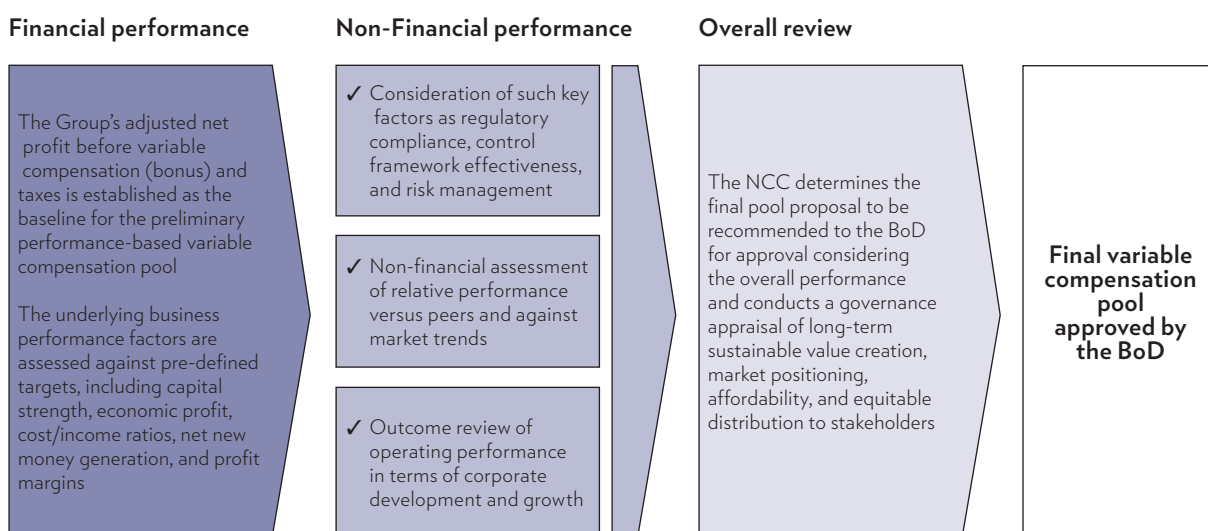 Financial performance
The Group's adjusted net
profit before variable
compensation (bonus) and
taxes is established as the
baseline for the preliminary
performance-based variable
compensation pool
The underlying business
performance factors are
assessed against pre-defined
targets, including capital
strength, economic profit,
cost/income ratios, net new
money generation, and profit
margins
Non-Financial performance
✓ Consideration of such key
factors as regulatory
compliance, control
framework effectiveness,
and risk management
✓ Non-financial assessment
of relative performance
versus peers and against
market trends
✓ Outcome review of
operating performance
in terms of corporate
development and growth
Overall review
The NCC determines the
final pool proposal to be
recommended to the BoD
for approval considering
the overall performance
and conducts a governance
appraisal of long-term
sustainable value creation,
market positioning,
affordability, and equitable
distribution to stakeholders
Final variable
compensation
pool
approved by
the BoD